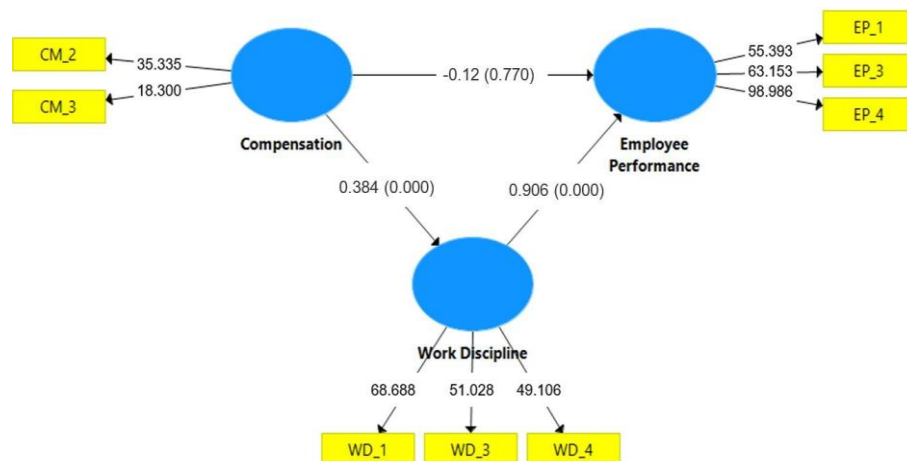 EP_1
CM_2
55.393
35.335
-0.12 (0.770)
63.153
EP_3
18.300
98.986
CM_3
EP_4
Compensation
Employee
Performance
0.384 (0.000)
0.906 (0.000)
Work Discipline
68.688
51.028
49.106
WD_1
WD_3
WD_4